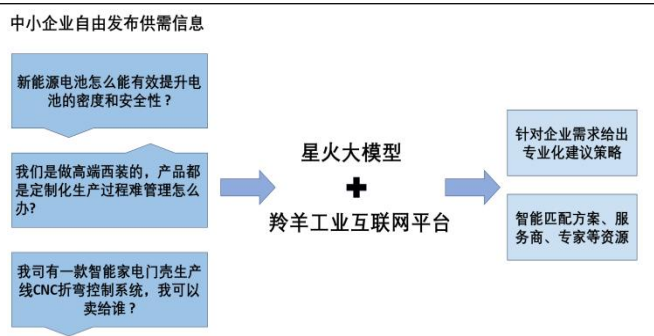 中小企业自由发布供需信息
新能源电池怎么能有效提升电
池的密度和安全性？
我们是做高端西装的，产品都
是定制化生产过程难管理怎么
办?
我司有一款智能家电门壳生产
线CNC折弯控制系统，我可以
卖给谁？
星火大模型
+
羚羊工业互联网平台
针对企业需求给出
专业化建议策略
智能匹配方案、服
务商、专家等资源